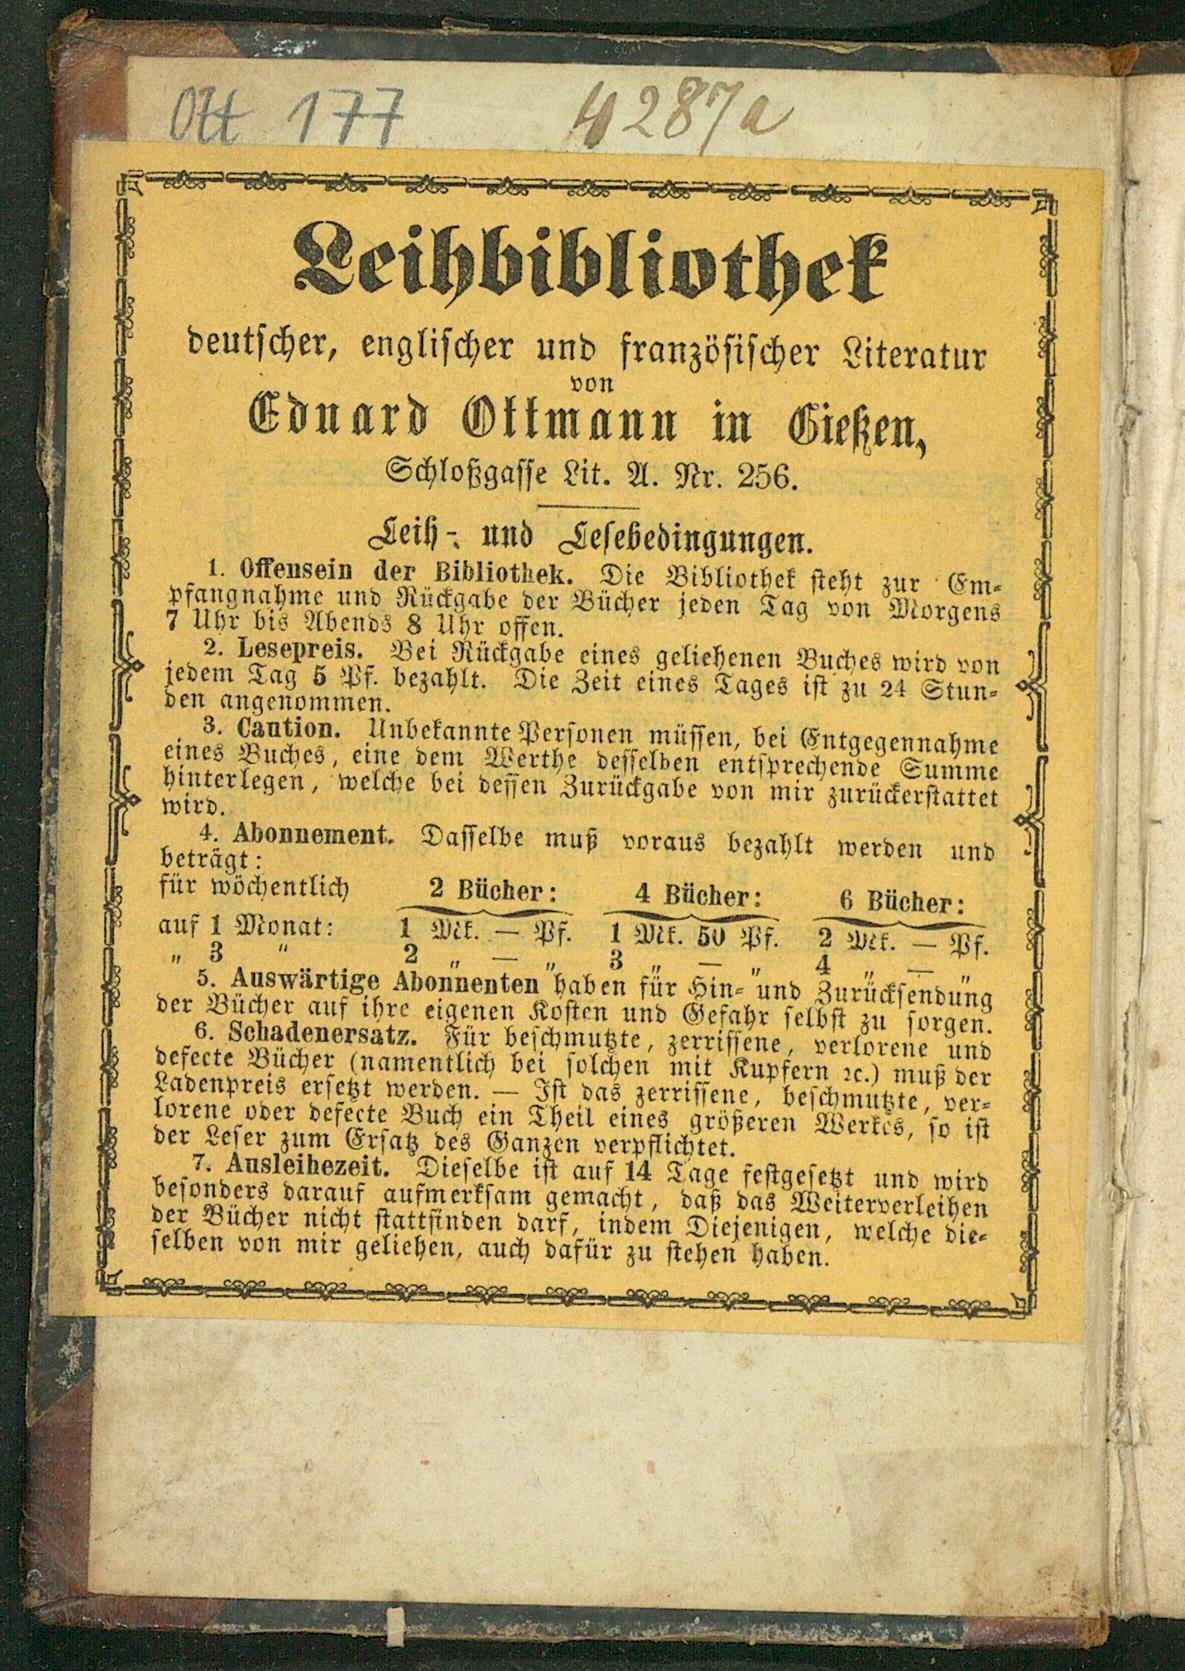 Ott 177 4287a
Leihbibliothek
deutscher, englischer und französischer Literatur
von
Eduard Ottmann in Gießen,
Schloßgasse Lit. A. Nr. 256.
Leih- und Lesebedingungen.
1. Offensein der Bibliothek. Die Bibliothek steht zur Em-
pfangnahme und Rückgabe der Bücher jeden Tag von Morgens
7 Uhr bis Abends 8 Uhr offen.
2. Lesepreis. Bei Rückgabe eines geliehenen Buches wird von
jedem Tag 5 Pf. bezahlt. Die Zeit eines Tages ist zu 24 Stun-
den angenommen.
3. Caution. Unbekannte Personen müssen, bei Entgegennahme
eines Buches, eine dem Werthe desselben entsprechende Summe
hinterlegen, welche bei dessen Zurückgabe von mir zurückerstattet
wird.
4. Abonnement. Dasselbe muß voraus bezahlt werden und
beträgt:
für wöchentlich 2 Bücher: 4 Bücher: 6 Bücher:
auf 1 Monat: 1 Mk. — Pf. 1 Mk. 50 Pf. 2 Mk. — Pf.
„ 3 „ 2 „ — „ 3 „ — „ 4 „ — „
5. Auswärtige Abonnenten haben für Hin- und Zurücksendung
der Bücher auf ihre eigenen Kosten und Gefahr selbst zu sorgen.
6. Schadenersatz. Für beschmutzte, zerrissene, verlorene und
defecte Bücher (namentlich bei solchen mit Kupfern ꝛc.) muß der
Ladenpreis ersetzt werden. — Ist das zerrissene, beschmutzte, ver-
lorene oder defecte Buch ein Theil eines größeren Werkes, so ist
der Leser zum Ersatz des Ganzen verpflichtet.
7. Ausleihezeit. Dieselbe ist auf 14 Tage festgesetzt und wird
besonders darauf aufmerksam gemacht, daß das Weiterverleihen
der Bücher nicht stattfinden darf, indem Diejenigen, welche die-
selben von mir geliehen, auch dafür zu stehen haben.